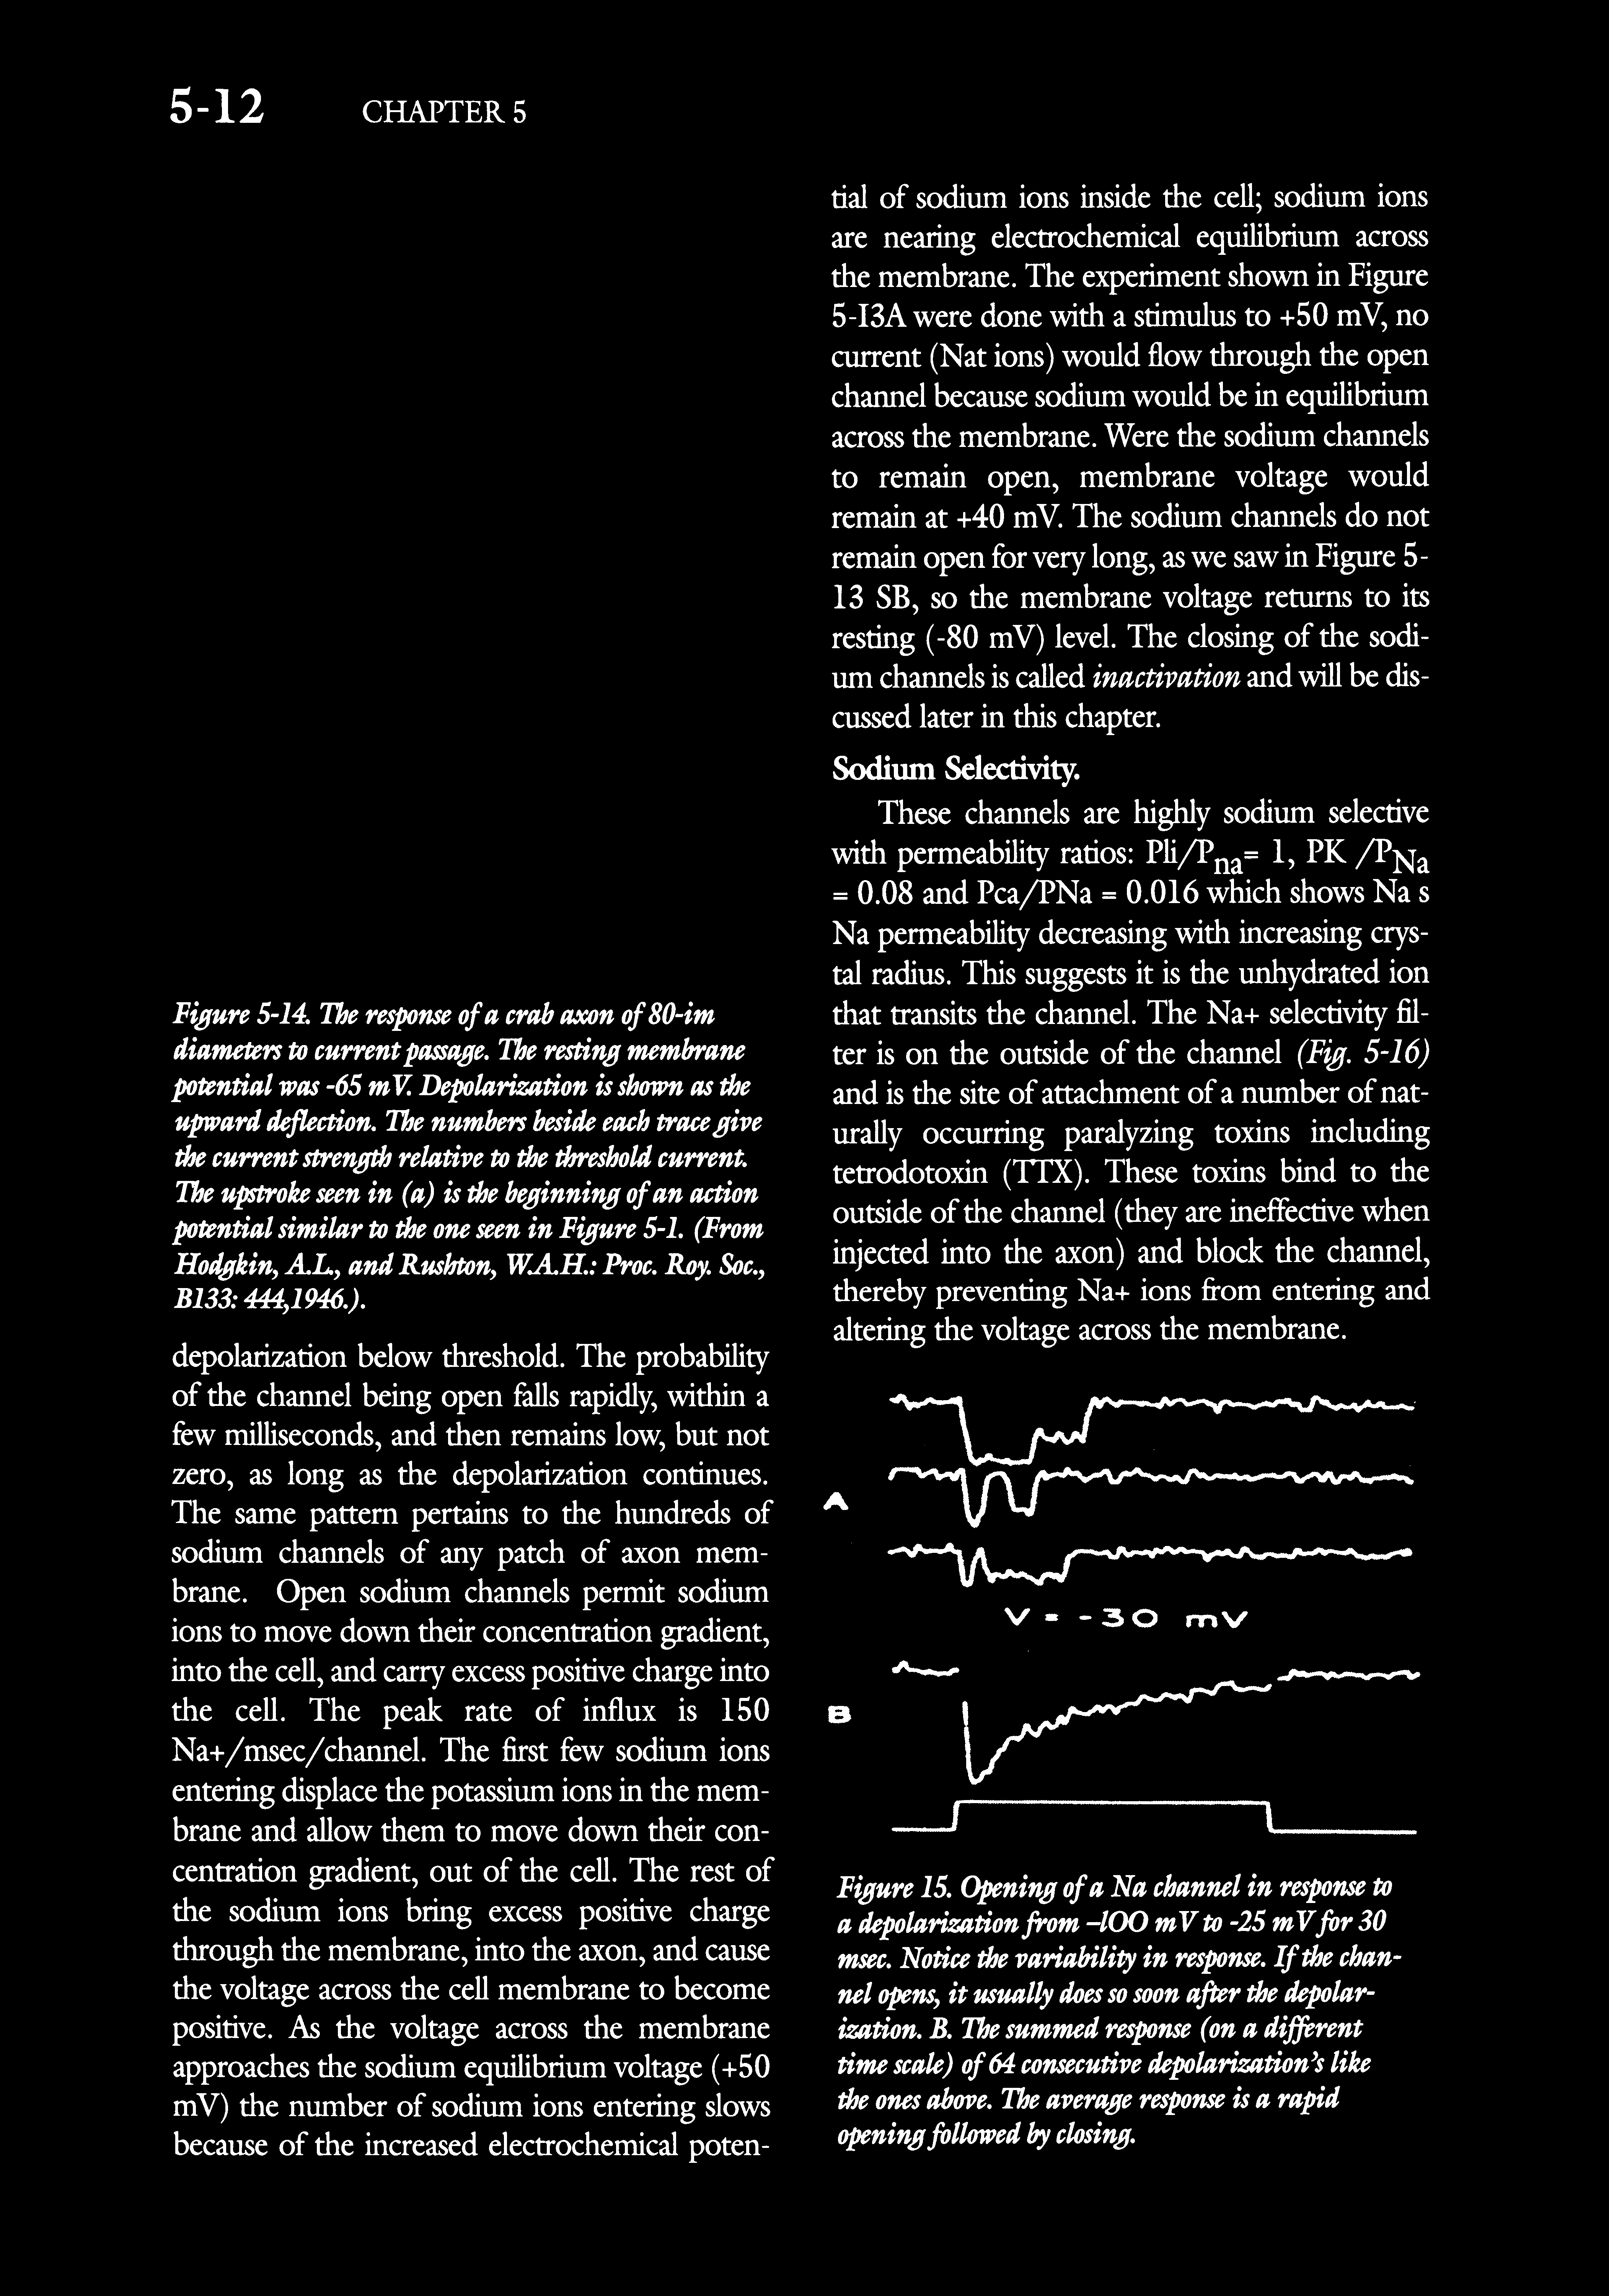 5-12 CHAPTER 5
Figure 5-14. The response of a crab axon of 80-im
diameters to current passage. The resting membrane
potential was -65 mV. Depolarization is shown as the
upward deflection. The numbers beside each trace give
the current strength relative to the threshold current.
The upstroke seen in (a) is the beginning of an action
potential similar to the one seen in Figure 5-1. (From
Hodgkin, A.L., and Rushton, W.A.H.: Proc. Roy. Soc.,
B133: 444,1946.).
depolarization below threshold. The probability
of the channel being open falls rapidly, within a
few milliseconds, and then remains low, but not
zero, as long as the depolarization continues.
The same pattern pertains to the hundreds of
sodium channels of any patch of axon mem-
brane. Open sodium channels permit sodium
ions to move down their concentration gradient,
into the cell, and carry excess positive charge into
the cell. The peak rate of influx is 150
Na+/msec/channel. The first few sodium ions
entering displace the potassium ions in the mem-
brane and allow them to move down their con-
centration gradient, out of the cell. The rest of
the sodium ions bring excess positive charge
through the membrane, into the axon, and cause
the voltage across the cell membrane to become
positive. As the voltage across the membrane
approaches the sodium equilibrium voltage (+50
mV) the number of sodium ions entering slows
because of the increased electrochemical poten-
tial of sodium ions inside the cell; sodium ions
are nearing electrochemical equilibrium across
the membrane. The experiment shown in Figure
5-I3A were done with a stimulus to +50 mV, no
current (Nat ions) would flow through the open
channel because sodium would be in equilibrium
across the membrane. Were the sodium channels
to remain open, membrane voltage would
remain at +40 mV. The sodium channels do not
remain open for very long, as we saw in Figure 5-
13 SB, so the membrane voltage returns to its
resting (-80 mV) level. The closing of the sodi-
um channels is called inactivation and will be dis-
cussed later in this chapter.
Sodium Selectivity.
These channels are highly sodium selective
with permeability ratios: Pli/Pna= 1, PK /PNa
= 0.08 and Pca/PNa = 0.016 which shows Na s
Na permeability decreasing with increasing crys-
tal radius. This suggests it is the unhydrated ion
that transits the channel. The Na+ selectivity fil-
ter is on the outside of the channel (Fig. 5-16)
and is the site of attachment of a number of nat-
urally occurring paralyzing toxins including
tetrodotoxin (TTX). These toxins bind to the
outside of the channel (they are ineffective when
injected into the axon) and block the channel,
thereby preventing Na+ ions from entering and
altering the voltage across the membrane.
A
V = -30 mV
B
Figure 15. Opening of a Na channel in response to
a depolarization from -1OO mV to -25 mV for 30
msec. Notice the variability in response. If the chan-
nel opens, it usually does so soon after the depolar-
ization. B. The summed response (on a different
time scale) of 64 consecutive depolarization's like
the ones above. The average response is a rapid
opening followed by closing.